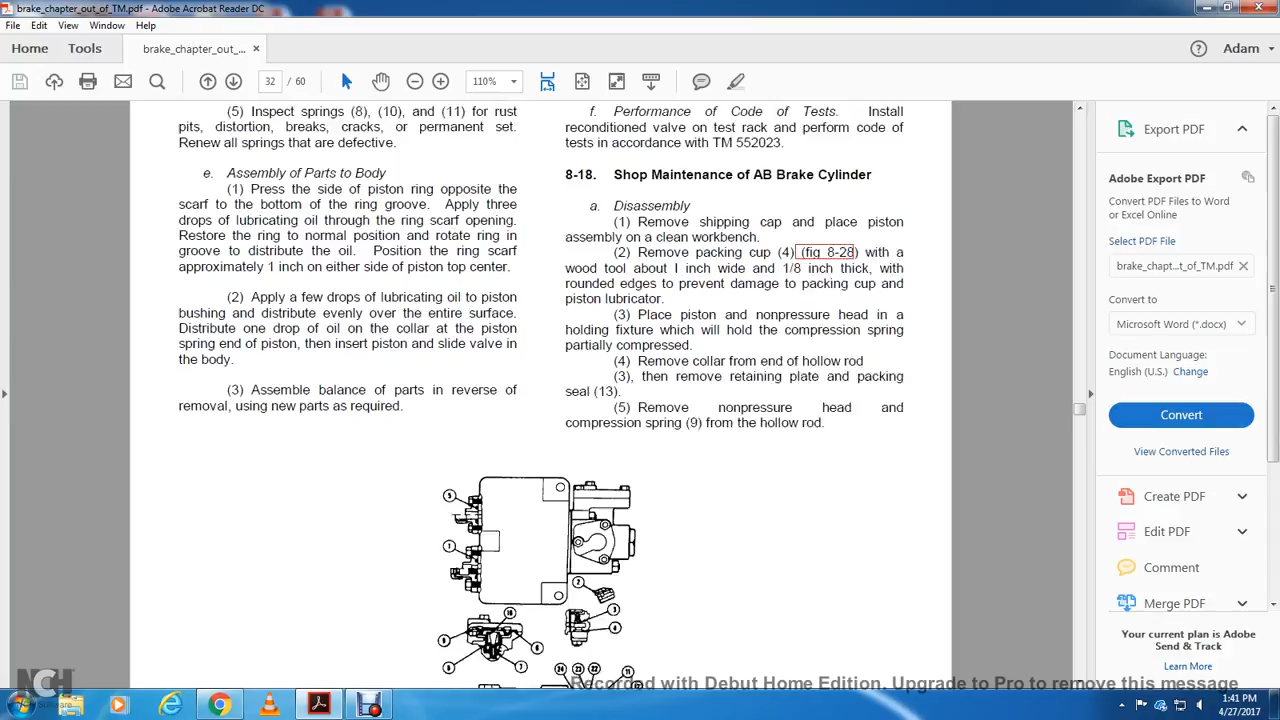 brake_chapter_out_of_TM.pdf - Adobe Acrobat Reader DC
File Edit View Window Help
Home Tools brake_chapter_out_... × Adam
32 / 60 110%
(5) Inspect springs (8), (10), and (11) for rust
pits, distortion, breaks, cracks, or permanent set.
Renew all springs that are defective.
e. Assembly of Parts to Body
(1) Press the side of piston ring opposite the
scarf to the bottom of the ring groove. Apply three
drops of lubricating oil through the ring scarf opening.
Restore the ring to normal position and rotate ring in
groove to distribute the oil. Position the ring scarf
approximately 1 inch on either side of piston top center.
(2) Apply a few drops of lubricating oil to piston
bushing and distribute evenly over the entire surface.
Distribute one drop of oil on the collar at the piston
spring end of piston, then insert piston and slide valve in
the body.
(3) Assemble balance of parts in reverse of
removal, using new parts as required.
f. Performance of Code of Tests. Install
reconditioned valve on test rack and perform code of
tests in accordance with TM 552023.
8-18. Shop Maintenance of AB Brake Cylinder
a. Disassembly
(1) Remove shipping cap and place piston
assembly on a clean workbench.
(2) Remove packing cup (4) (fig 8-28) with a
wood tool about I inch wide and 1/8 inch thick, with
rounded edges to prevent damage to packing cup and
piston lubricator.
(3) Place piston and nonpressure head in a
holding fixture which will hold the compression spring
partially compressed.
(4) Remove collar from end of hollow rod
(3), then remove retaining plate and packing
seal (13).
(5) Remove nonpressure head and
compression spring (9) from the hollow rod.
5
1
2
3
4
10
9
6
8
7
24 23 22 11
Export PDF
Adobe Export PDF
Convert PDF Files to Word
or Excel Online
Select PDF File
brake_chapt...t_of_TM.pdf
Convert to
Microsoft Word (*.docx)
Document Language:
English (U.S.) Change
Convert
View Converted Files
Create PDF
Edit PDF
Comment
Merge PDF
Your current plan is Adobe
Send & Track
Learn More
NCH
Software
Recorded with Debut Home Edition. Upgrade to Pro to remove this message
1:41 PM
4/27/2017